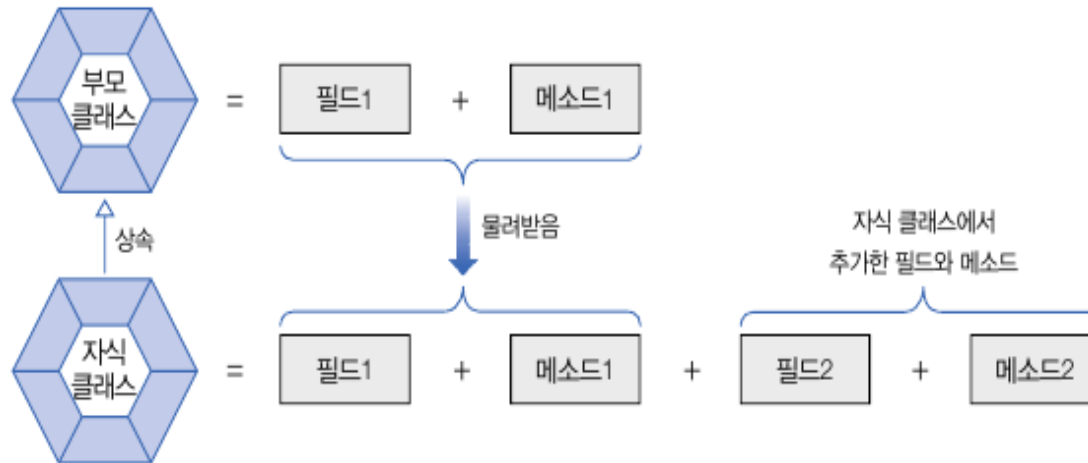 부모
클래스
= 필드1 + 메소드1
상속
물려받음
자식 클래스에서
추가한 필드와 메소드
자식
클래스
= 필드1 + 메소드1 + 필드2 + 메소드2